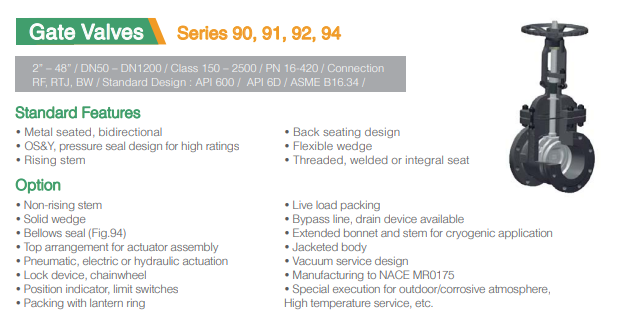 Gate Valves Series 90, 91, 92, 94
2” – 48” / DN50 – DN1200 / Class 150 – 2500 / PN 16-420 / Connection
RF, RTJ, BW / Standard Design : API 600 / API 6D / ASME B16.34 /
Standard Features
• Metal seated, bidirectional
• OS&Y, pressure seal design for high ratings
• Rising stem
• Back seating design
• Flexible wedge
• Threaded, welded or integral seat
Option
• Non-rising stem
• Solid wedge
• Bellows seal (Fig.94)
• Top arrangement for actuator assembly
• Pneumatic, electric or hydraulic actuation
• Lock device, chainwheel
• Position indicator, limit switches
• Packing with lantern ring
• Live load packing
• Bypass line, drain device available
• Extended bonnet and stem for cryogenic application
• Jacketed body
• Vacuum service design
• Manufacturing to NACE MR0175
• Special execution for outdoor/corrosive atmosphere,
High temperature service, etc.